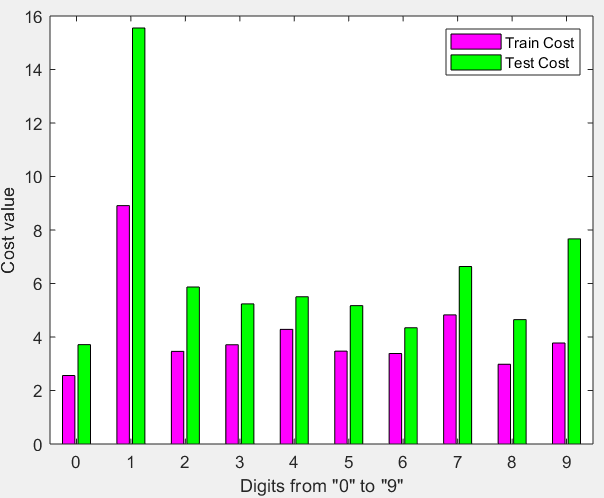 16
14
12
10
8
6
4
2
0
Cost value
Train Cost
Test Cost
0 1 2 3 4 5 6 7 8 9
Digits from "0" to "9"